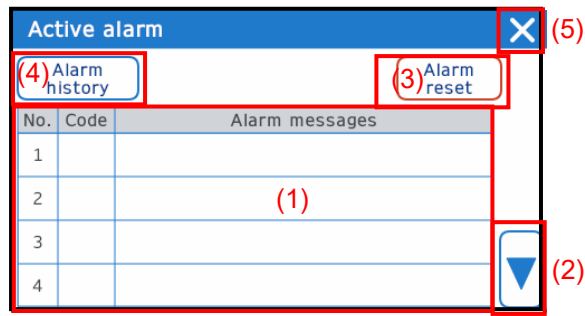 Active alarm
(5)
(4) Alarm
history
(3) Alarm
reset
No. Code Alarm messages
1
2 (1)
3
(2)
4